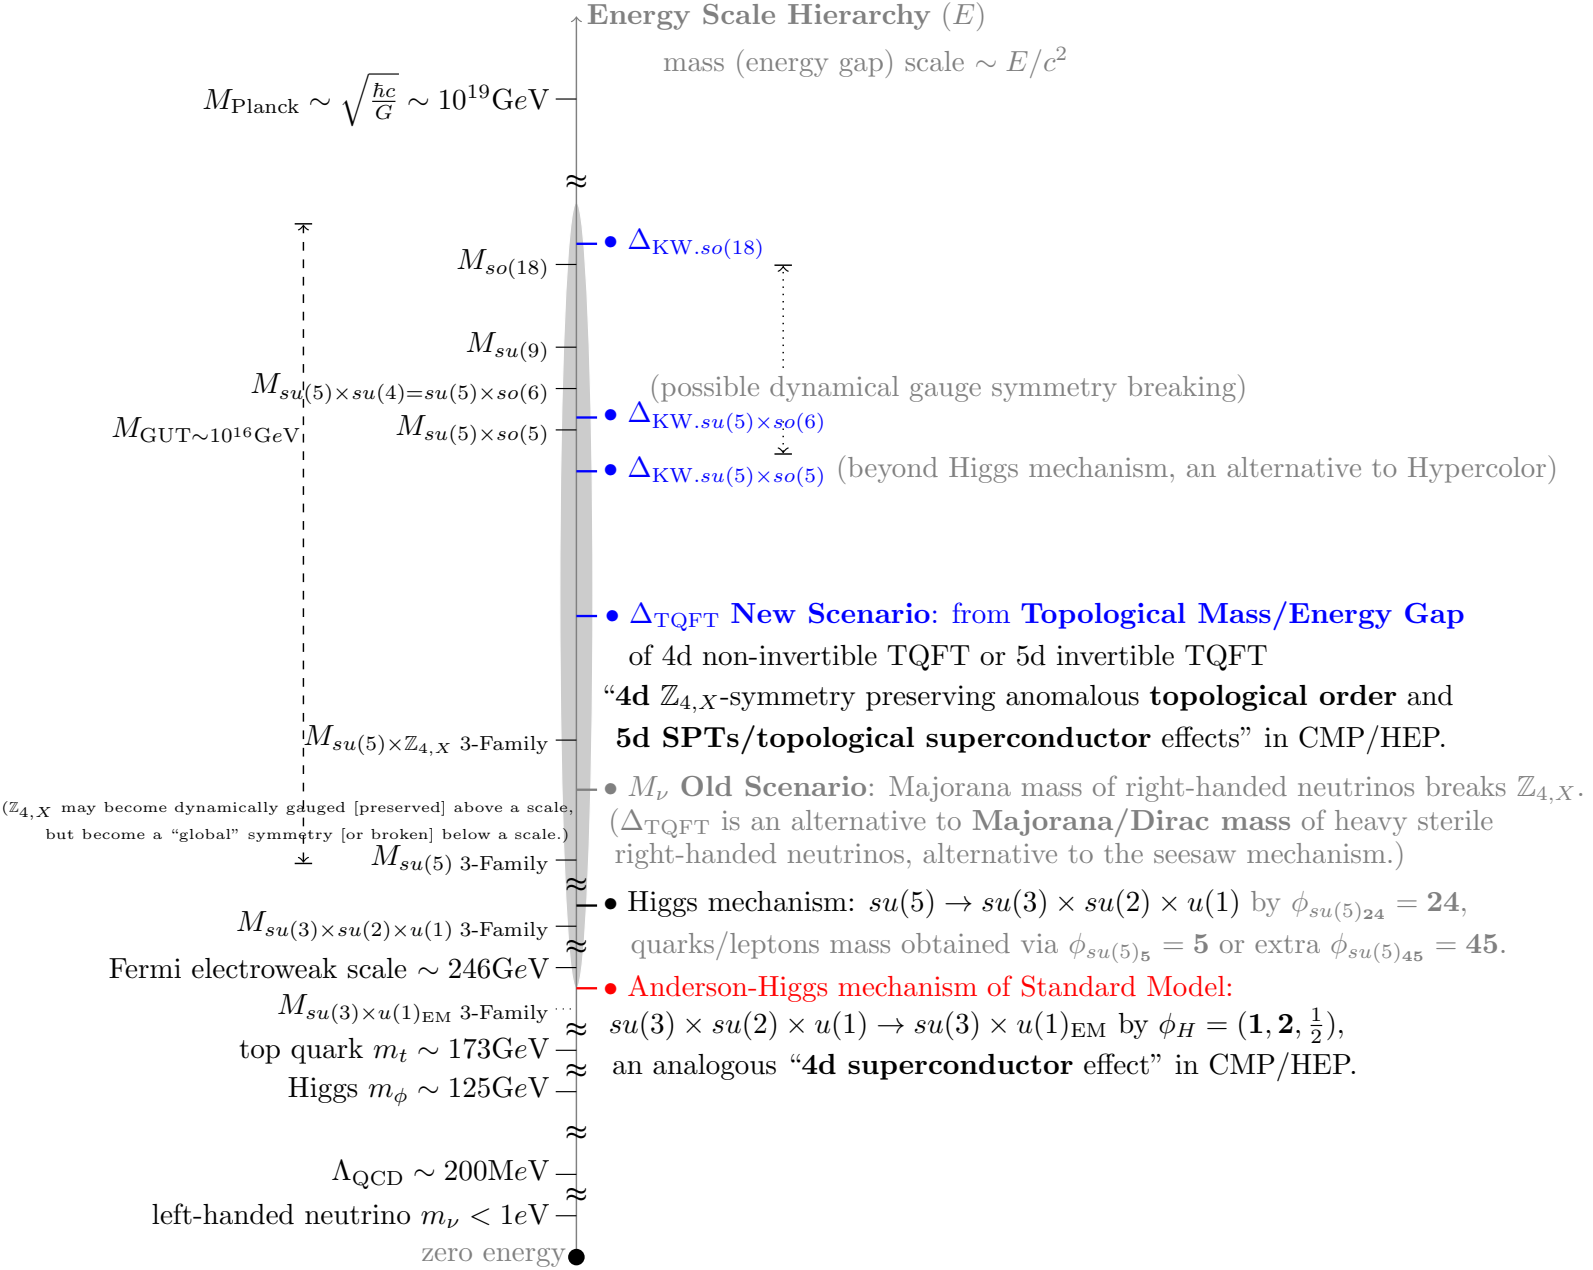 Energy Scale Hierarchy (E)
mass (energy gap) scale ∼ E/c²
M_Planck ∼ √(ħc/G) ∼ 10¹⁹GeV
≈
Δ_KW.so(18)
M_so(18)
M_su(9)
M_su(5)×su(4)=su(5)×so(6)
(possible dynamical gauge symmetry breaking)
Δ_KW.su(5)×so(6)
M_GUT∼10¹⁶GeV
M_su(5)×so(5)
Δ_KW.su(5)×so(5) (beyond Higgs mechanism, an alternative to Hypercolor)
Δ_TQFT New Scenario: from Topological Mass/Energy Gap
of 4d non-invertible TQFT or 5d invertible TQFT
“4d ℤ_4,X-symmetry preserving anomalous topological order and
5d SPTs/topological superconductor effects” in CMP/HEP.
M_su(5)×ℤ_4,X 3-Family
M_ν Old Scenario: Majorana mass of right-handed neutrinos breaks ℤ_4,X.
(ℤ_4,X may become dynamically gauged [preserved] above a scale,
but become a “global” symmetry [or broken] below a scale.)
(Δ_TQFT is an alternative to Majorana/Dirac mass of heavy sterile
right-handed neutrinos, alternative to the seesaw mechanism.)
M_su(5) 3-Family
≈
Higgs mechanism: su(5) → su(3) × su(2) × u(1) by ϕ_su(5)_24 = 24,
M_su(3)×su(2)×u(1) 3-Family
quarks/leptons mass obtained via ϕ_su(5)_5 = 5 or extra ϕ_su(5)_45 = 45.
≈
Fermi electroweak scale ∼ 246GeV
Anderson-Higgs mechanism of Standard Model:
M_su(3)×u(1)_EM 3-Family
su(3) × su(2) × u(1) → su(3) × u(1)_EM by ϕ_H = (1, 2, 1/2),
≈
top quark m_t ∼ 173GeV
an analogous “4d superconductor effect” in CMP/HEP.
≈
Higgs m_ϕ ∼ 125GeV
≈
Λ_QCD ∼ 200MeV
≈
left-handed neutrino m_ν < 1eV
zero energy